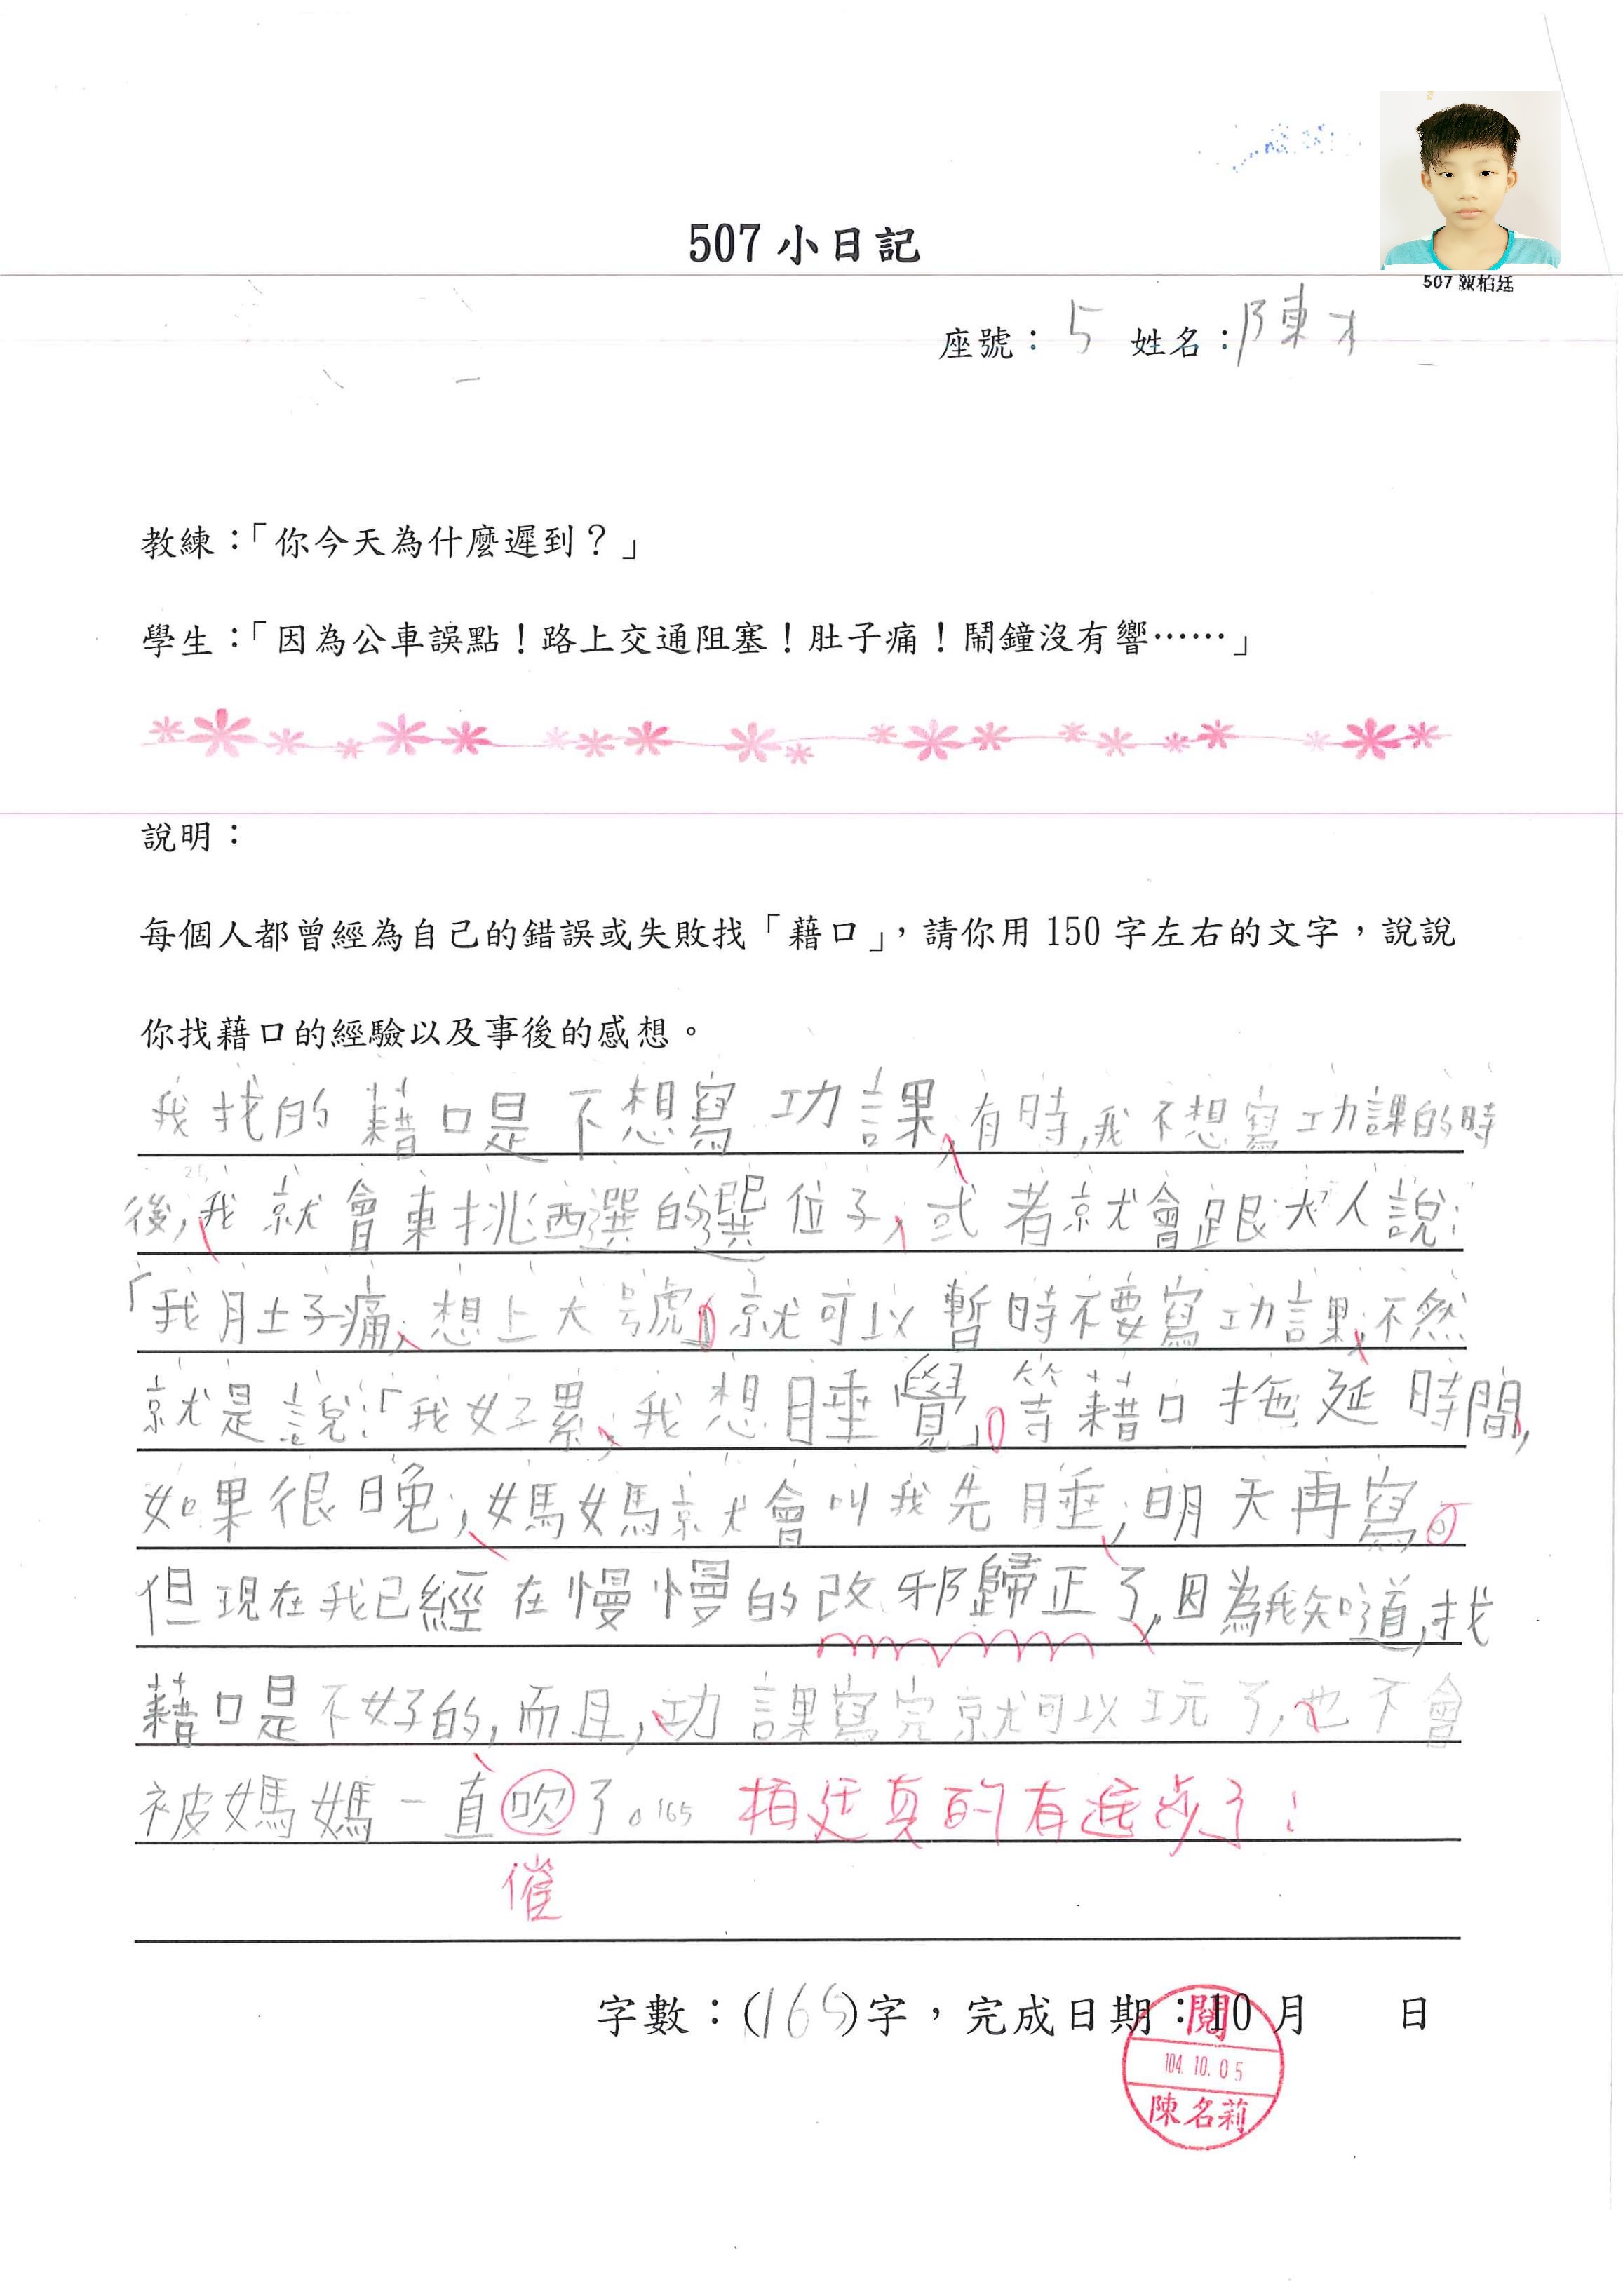 507 小日記
507 陳柏廷
座號：5 姓名：陳
教練：「你今天為什麼遲到？」
學生：「因為公車誤點！路上交通阻塞！肚子痛！鬧鐘沒有響……」
說明：
每個人都曾經為自己的錯誤或失敗找「藉口」，請你用 150 字左右的文字，說說
你找藉口的經驗以及事後的感想。
我找的藉口是不想寫功課，有時，我不想寫功課的時
後，我就會東挑西選的選位子，或者就會跟大人說：
「我肚子痛，想上大號」就可以暫時不要寫功課，不然
就是說：「我好累，我想睡覺」等藉口拖延時間，
如果很晚，媽媽就會叫我先睡，明天再寫。
但現在我已經在慢慢的改邪歸正了，因為我知道，找
藉口是不好的，而且，功課寫完就可以玩了，也不會
被媽媽一直吹了。165 柏廷真的有進步了！
催
字數：(165)字，完成日期：10 月 日
閱
104.10.05
陳名莉